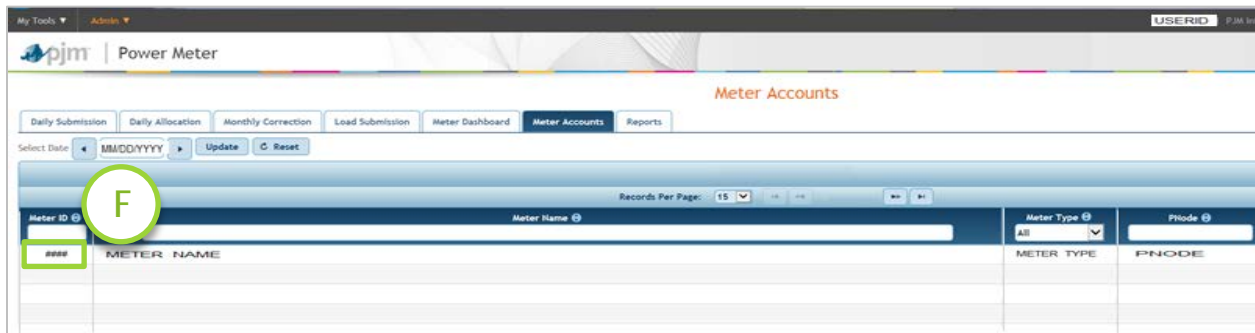 My Tools ▼ Admin ▼ USERID PJM In
pjm | Power Meter
Meter Accounts
Daily Submission Daily Allocation Monthly Correction Load Submission Meter Dashboard Meter Accounts Reports
Select Date MM/DD/YYYY Update Reset
Records Per Page: 15
F
Meter ID Meter Name Meter Type PNode
All
#### METER NAME METER TYPE PNODE